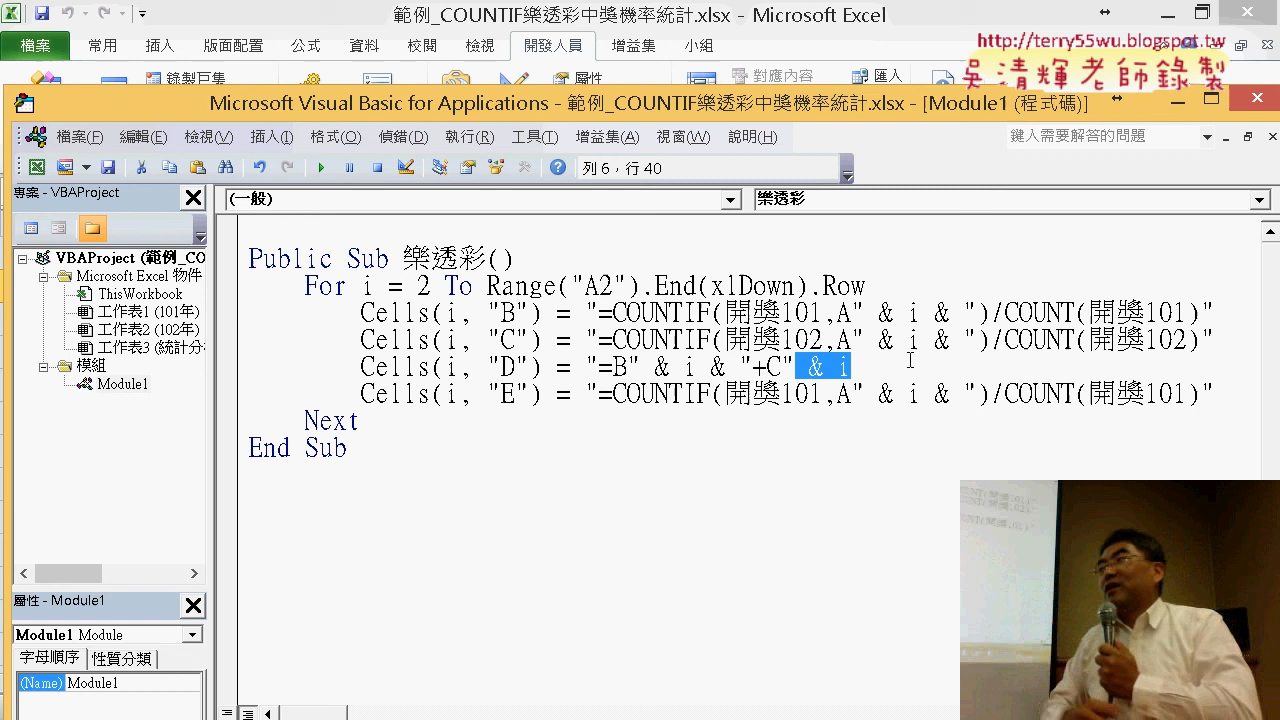 範例_COUNTIF樂透彩中獎機率統計.xlsx - Microsoft Excel
檔案 常用 插入 版面配置 公式 資料 校閱 檢視 開發人員 增益集 小組
http://terry55wu.blogspot.tw
吳清輝老師錄製
錄製巨集 屬性 對應內容 匯入
Microsoft Visual Basic for Applications - 範例_COUNTIF樂透彩中獎機率統計.xlsx - [Module1 (程式碼)]
檔案(F) 編輯(E) 檢視(V) 插入(I) 格式(O) 偵錯(D) 執行(R) 工具(T) 增益集(A) 視窗(W) 說明(H) 鍵入需要解答的問題
列 6，行 40
專案 - VBAProject
(一般) 樂透彩
VBAProject (範例_CO
Microsoft Excel 物件
ThisWorkbook
工作表1 (101年)
工作表2 (102年)
工作表3 (統計分
模組
Module1
Public Sub 樂透彩()
For i = 2 To Range("A2").End(xlDown).Row
Cells(i, "B") = "=COUNTIF(開獎101,A" & i & ")/COUNT(開獎101)"
Cells(i, "C") = "=COUNTIF(開獎102,A" & i & ")/COUNT(開獎102)"
Cells(i, "D") = "=B" & i & "+C" & i
Cells(i, "E") = "=COUNTIF(開獎101,A" & i & ")/COUNT(開獎101)"
Next
End Sub
屬性 - Module1
Module1 Module
字母順序 性質分類
(Name) Module1